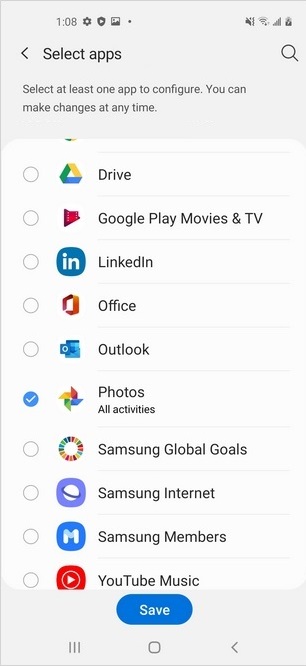 1:08
Select apps
Select at least one app to configure. You can
make changes at any time.
Drive
Google Play Movies & TV
in
LinkedIn
Office
Outlook
Photos
All activities
Samsung Global Goals
Samsung Internet
Samsung Members
YouTube Music
Save